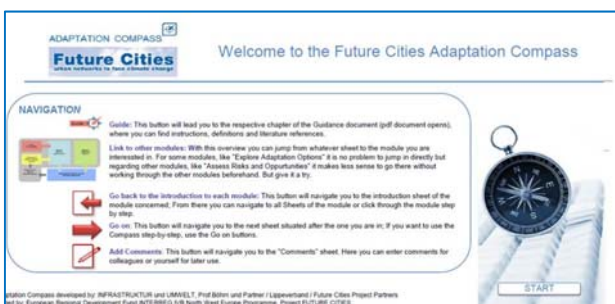 ADAPTATION COMPASS
Future Cities
urban networks to face climate change
Welcome to the Future Cities Adaptation Compass
NAVIGATION
Guide: This button will lead you to the respective chapter of the Guidance document (pdf document opens),
where you can find instructions, definitions and literature references.
Link to other modules: With this overview you can jump from whatever sheet to the module you are
interessted in. For some modules, like "Explore Adaptation Options" it is no problem to jump in directly but
regarding other modules, like "Assess Risks and Oppurtunities" it makes less sense to go there without
working through the other modules beforehand. But give it a try.
Go back to the introduction to each module: This button will navigate you to the introduction sheet of the
module concerned; From there you can navigate to all Sheets of the Module or click through the module step
by step.
Go on: This button will navigate you to the next sheet situated after the one you are in; If you want to use the
Compass step-by-step, use the Go on buttons.
Add Comments: This button will navigate you to the "Comments" sheet. Here you can enter comments for
colleagues or yourself for later use.
START
ptation Compass developed by: INFRASTRUKTUR und UMWELT, Prof Böhm und Partner / Lippeverband / Future Cities Project Partners
ted by: European Regional Development Fund INTERREG IVB North West Europe Programme, Project FUTURE CITIES